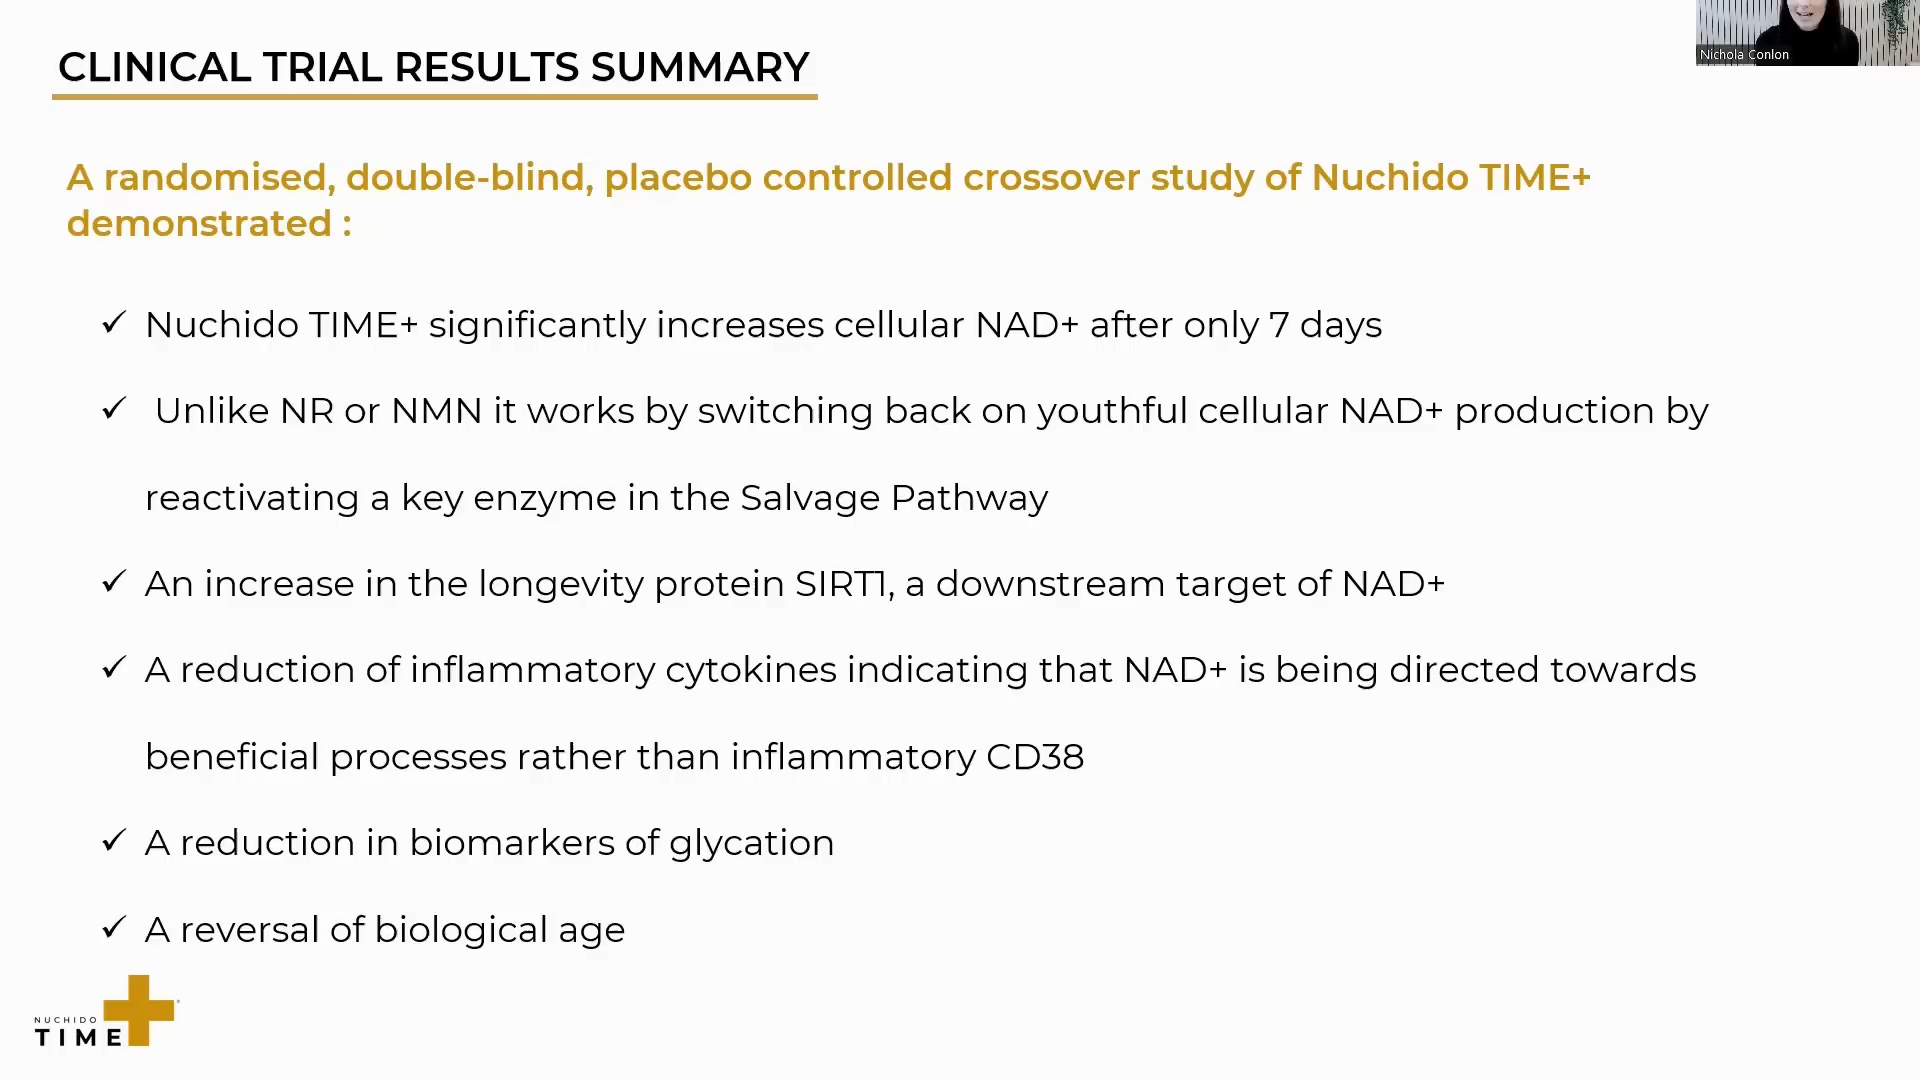 CLINICAL TRIAL RESULTS SUMMARY
Nichola Conlon
A randomised, double-blind, placebo controlled crossover study of Nuchido TIME+
demonstrated :
✓ Nuchido TIME+ significantly increases cellular NAD+ after only 7 days
✓ Unlike NR or NMN it works by switching back on youthful cellular NAD+ production by
reactivating a key enzyme in the Salvage Pathway
✓ An increase in the longevity protein SIRT1, a downstream target of NAD+
✓ A reduction of inflammatory cytokines indicating that NAD+ is being directed towards
beneficial processes rather than inflammatory CD38
✓ A reduction in biomarkers of glycation
✓ A reversal of biological age
NUCHIDO
TIME